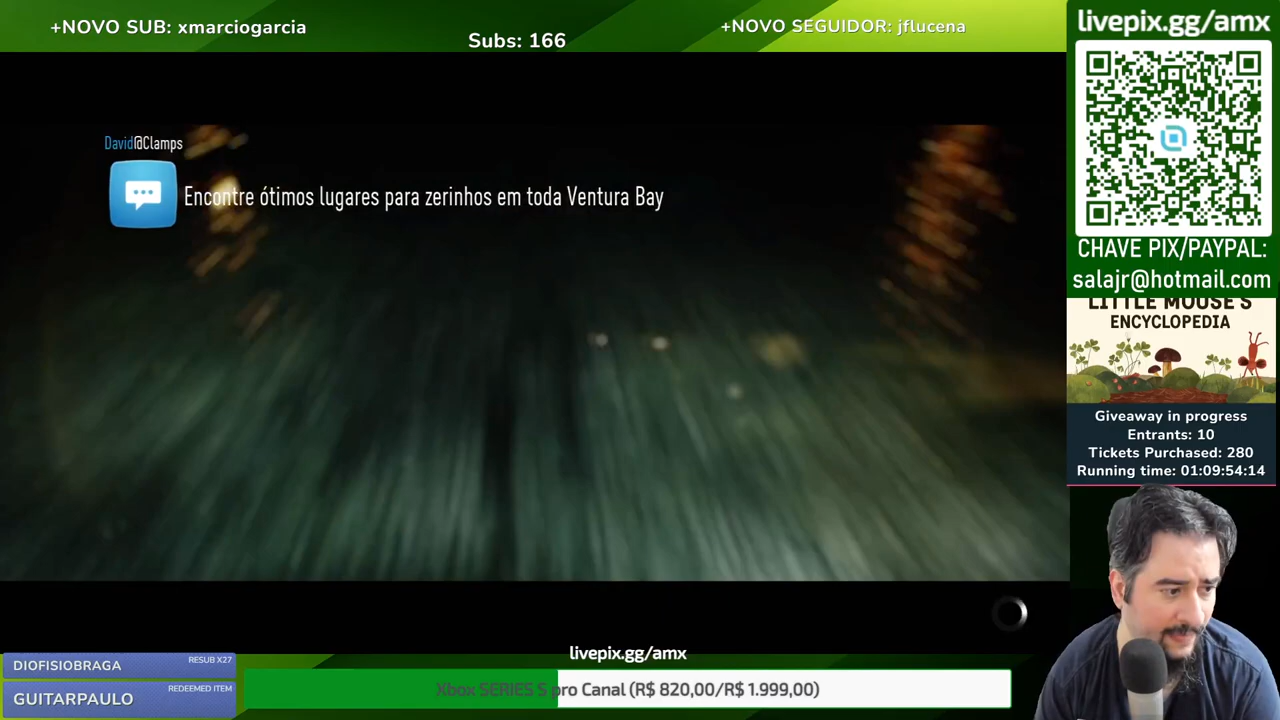 +NOVO SUB: xmarciogarcia
Subs: 166
+NOVO SEGUIDOR: jflucena
livepix.gg/amx
David@Clamps
Encontre ótimos lugares para zerinhos em toda Ventura Bay
CHAVE PIX/PAYPAL:
salajr@hotmail.com
LITTLE MOUSE'S
ENCYCLOPEDIA
Giveaway in progress
Entrants: 10
Tickets Purchased: 280
Running time: 01:09:54:14
livepix.gg/amx
DIOFISIOBRAGA
RESUB X27
GUITARPAULO
REDEEMED ITEM
Xbox SERIES S pro Canal (R$ 820,00/R$ 1.999,00)